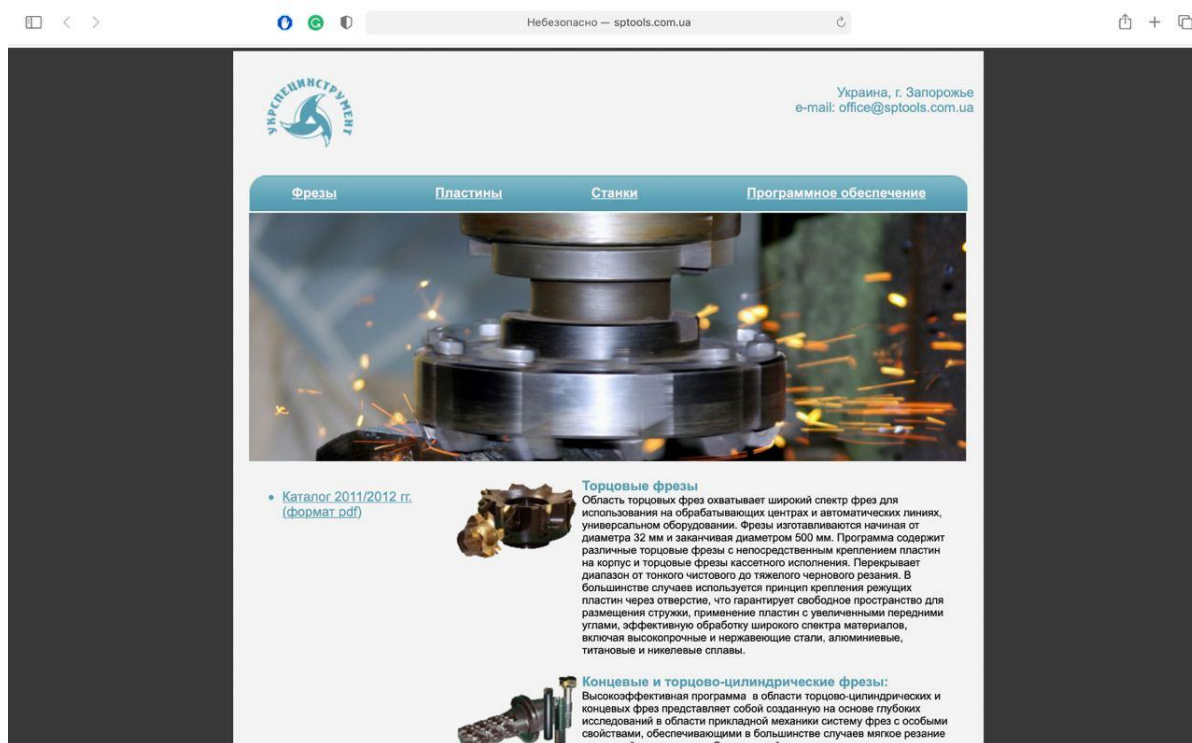 Небезопасно — sptools.com.ua
УКРСПЕЦИНСТРУМЕНТ
Украина, г. Запорожье
e-mail: office@sptools.com.ua
Фрезы Пластины Станки Программное обеспечение
Каталог 2011/2012 гг.
(формат pdf)
Торцовые фрезы
Область торцовых фрез охватывает широкий спектр фрез для
использования на обрабатывающих центрах и автоматических линиях,
универсальном оборудовании. Фрезы изготавливаются начиная от
диаметра 32 мм и заканчивая диаметром 500 мм. Программа содержит
различные торцовые фрезы с непосредственным креплением пластин
на корпус и торцовые фрезы кассетного исполнения. Перекрывает
диапазон от тонкого чистового до тяжелого чернового резания. В
большинстве случаев используется принцип крепления режущих
пластин через отверстие, что гарантирует свободное пространство для
размещения стружки, применение пластин с увеличенными передними
углами, эффективную обработку широкого спектра материалов,
включая высокопрочные и нержавеющие стали, алюминиевые,
титановые и никелевые сплавы.
Концевые и торцово-цилиндрические фрезы:
Высокоэффективная программа в области торцово-цилиндрических и
концевых фрез представляет собой созданную на основе глубоких
исследований в области прикладной механики систему фрез с особыми
свойствами, обеспечивающими в большинстве случаев мягкое резание